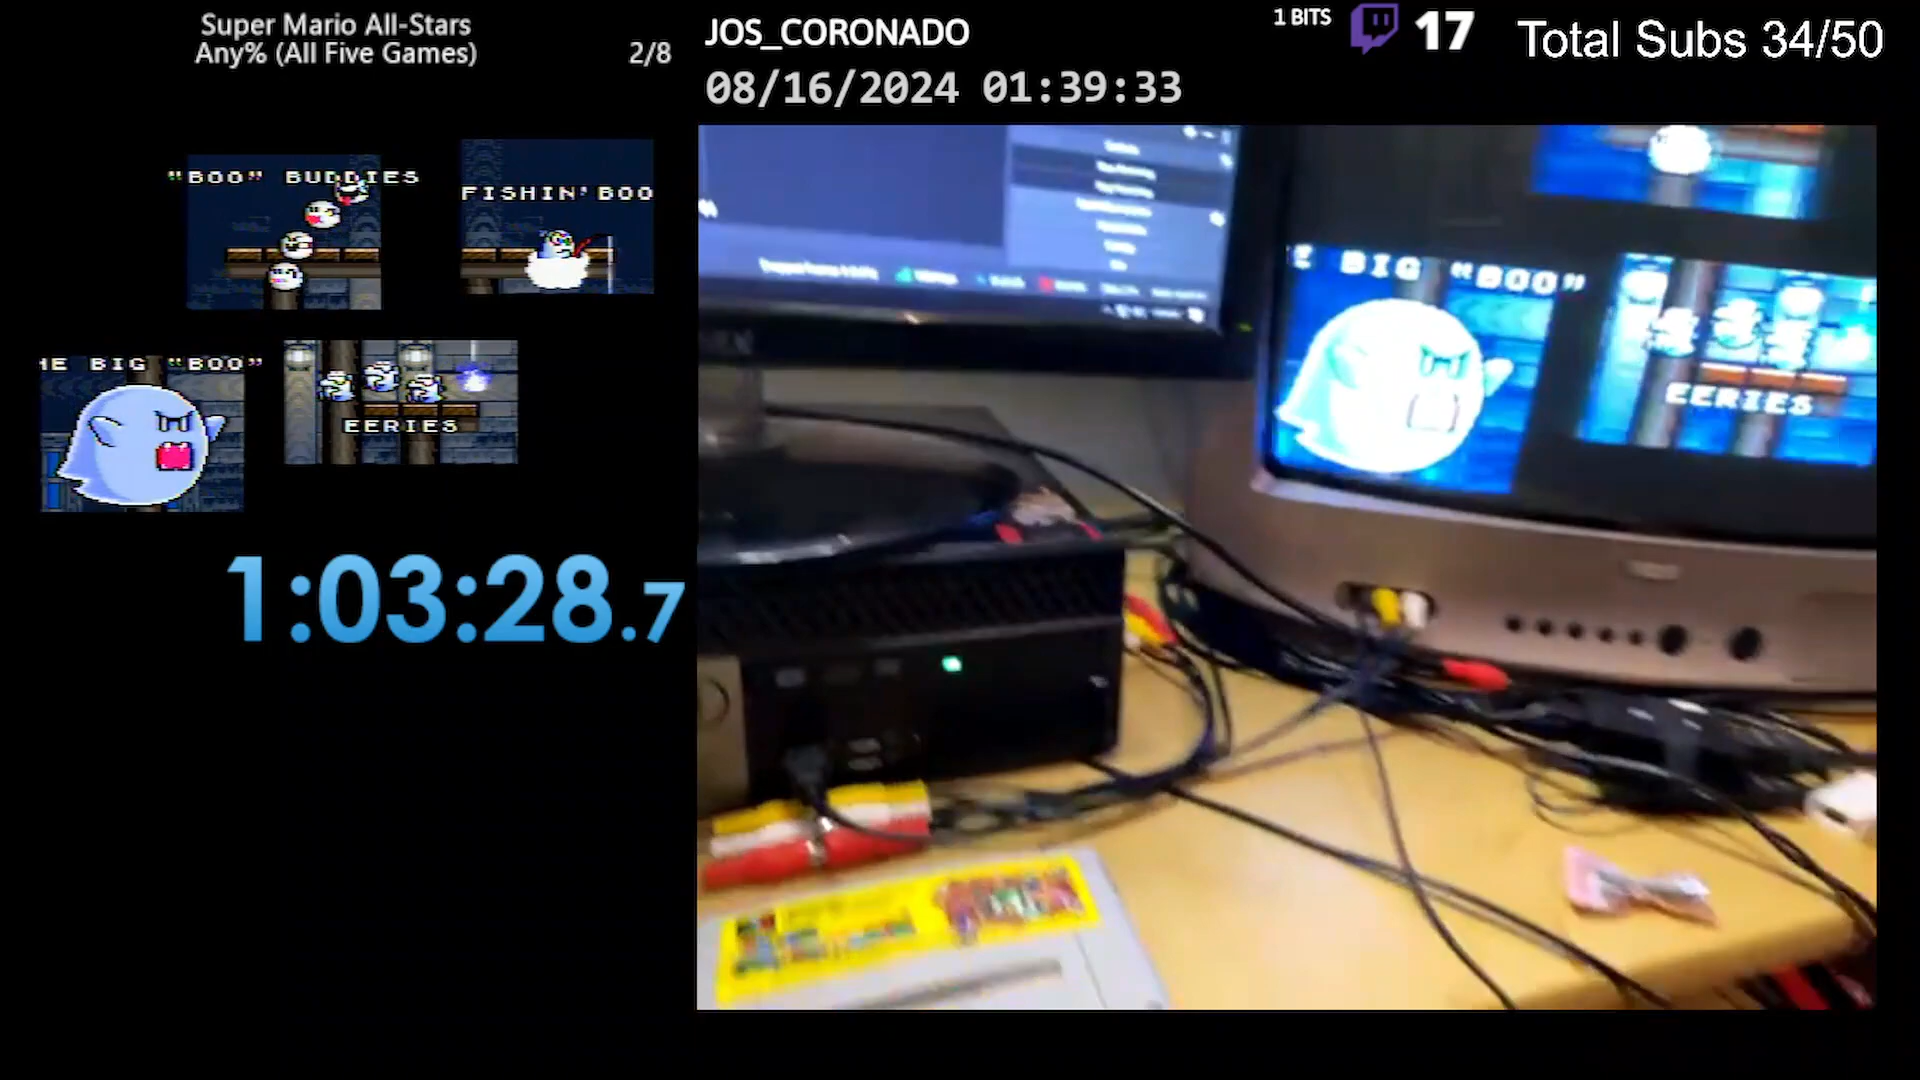 Super Mario All-Stars
Any% (All Five Games)
2/8
JOS_CORONADO
08/16/2024 01:39:33
1 BITS
17
Total Subs 34/50
"BOO" BUDDIES
FISHIN' BOO
HE BIG "BOO"
EERIES
1:03:28.7
E BIG "BOO"
EERIES